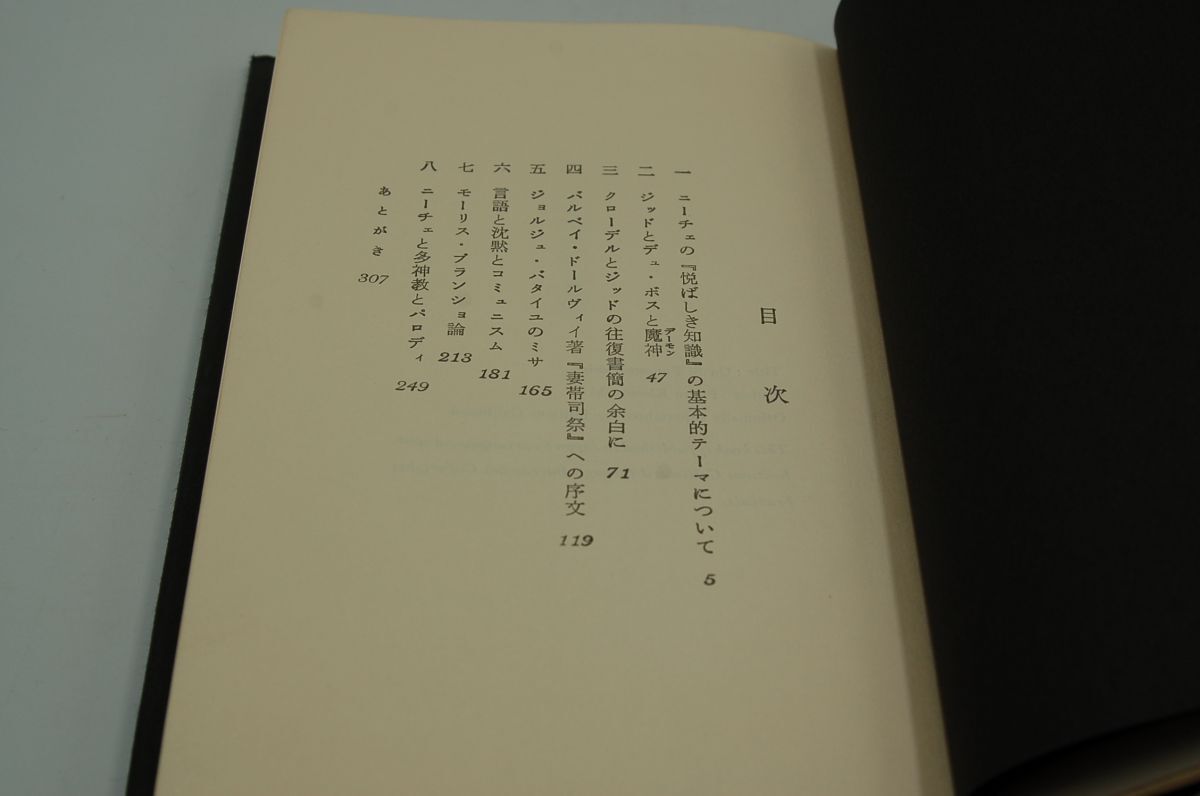 目次
一 ニーチェの『悦ばしき知識』の基本的テーマについて 5
二 ジッドとデュ・ボスと魔神 47
デーモン
三 クローデルとジッドの往復書簡の余白に 71
四 バルベイ・ドールヴィイ著『妻帯司祭』への序文 119
五 ジョルジュ・バタイユのミサ 165
六 言語と沈黙とコミュニスム 181
七 モーリス・ブランショ論 213
八 ニーチェと多神教とパロディ 249
あとがき 307